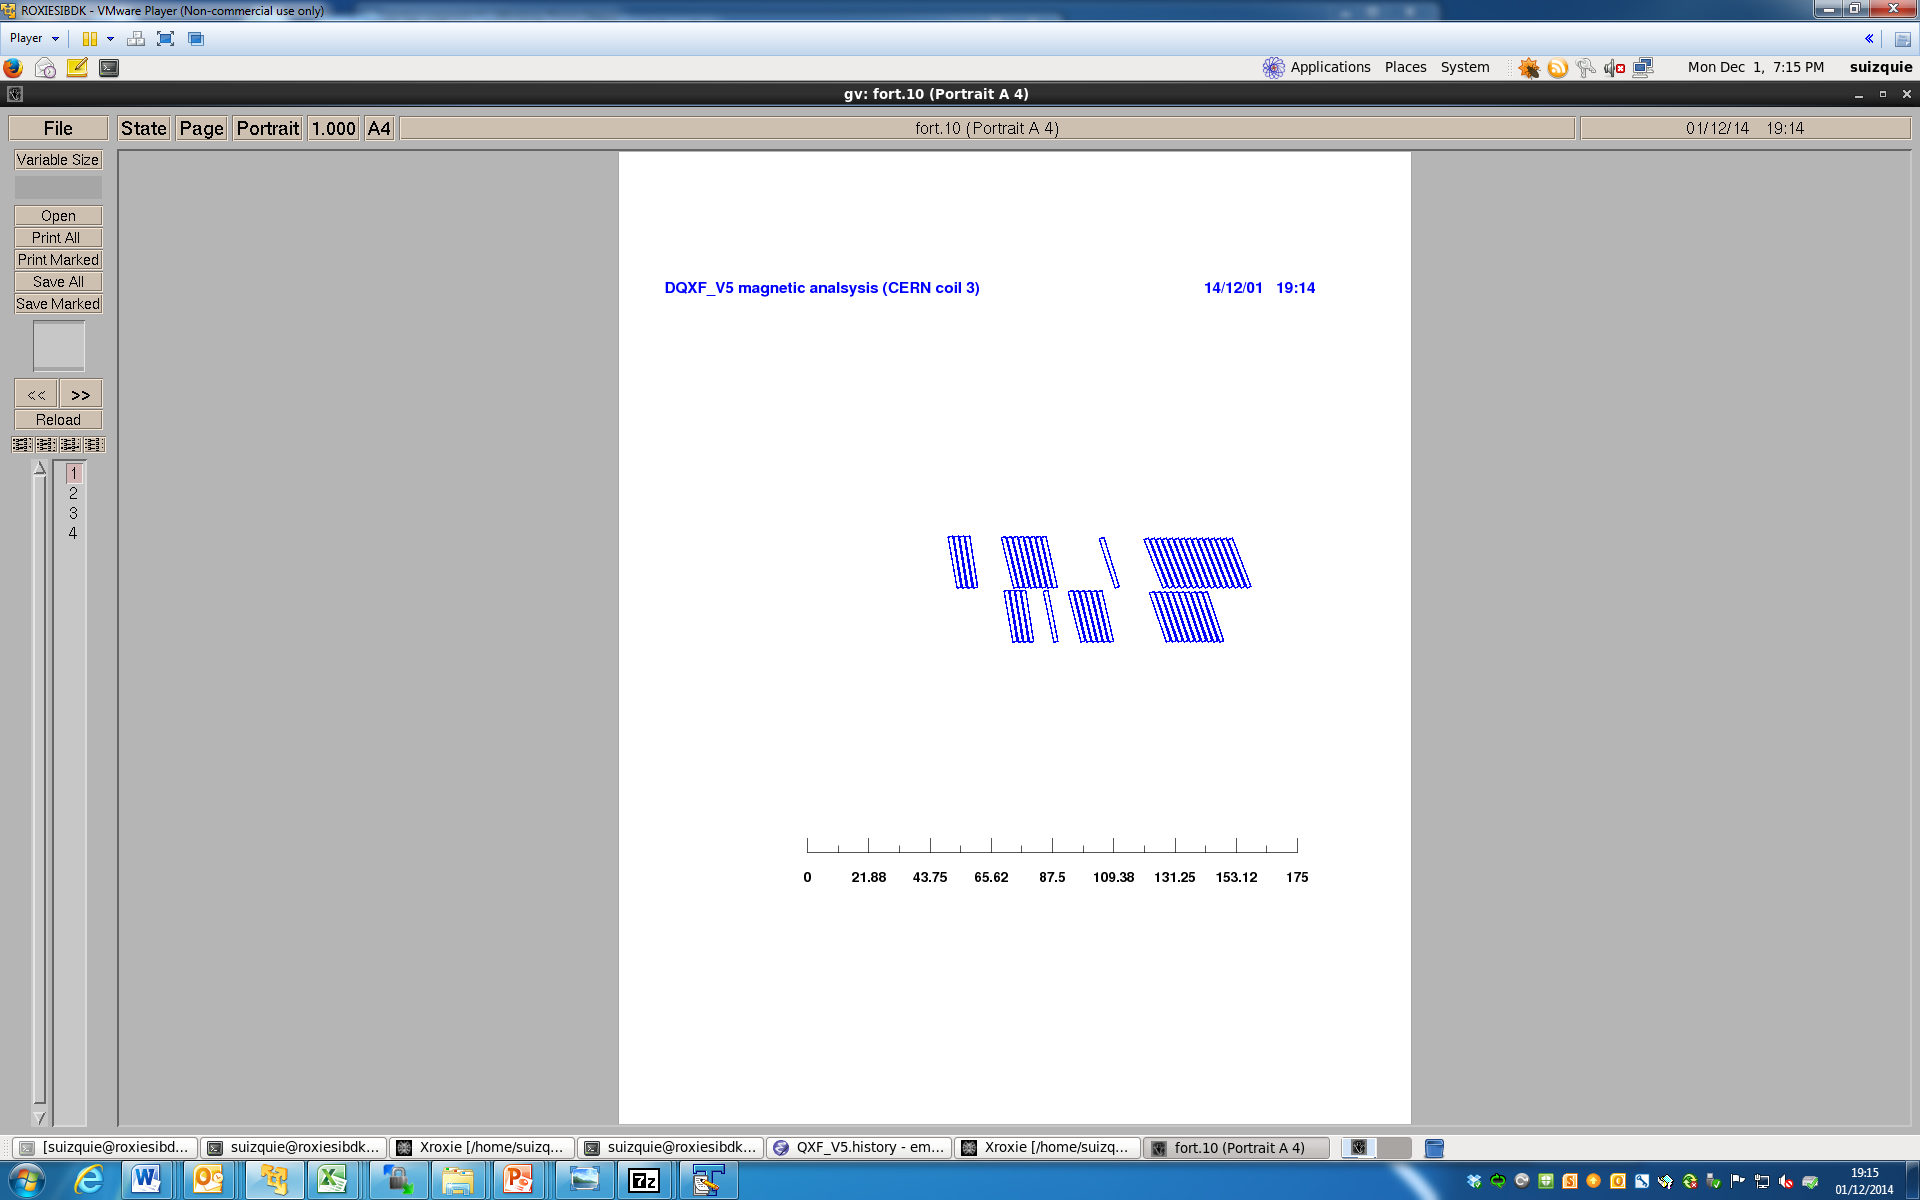 ROXIESIBDK - VMware Player (Non-commercial use only)
Player
Applications Places System Mon Dec 1, 7:15 PM suizquie
gv: fort.10 (Portrait A 4)
File State Page Portrait 1.000 A4 fort.10 (Portrait A 4) 01/12/14 19:14
Variable Size
Open
Print All
Print Marked
Save All
Save Marked
<< >>
Reload
1
2
3
4
DQXF_V5 magnetic analsysis (CERN coil 3) 14/12/01 19:14
0 21.88 43.75 65.62 87.5 109.38 131.25 153.12 175
[suizquie@roxiesibd... suizquie@roxiesibdk... Xroxie [/home/suizq... suizquie@roxiesibdk... QXF_V5.history - em... Xroxie [/home/suizq... fort.10 (Portrait A 4)
7z
19:15
01/12/2014